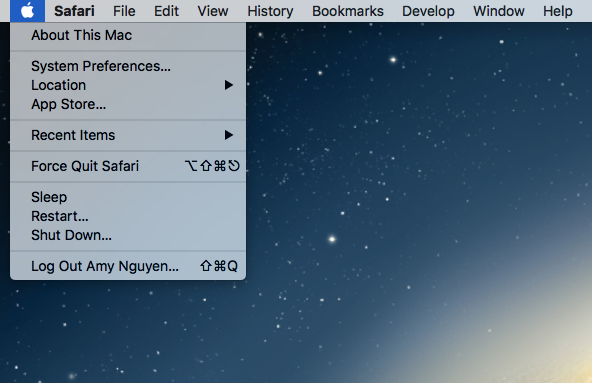 Safari File Edit View History Bookmarks Develop Window Help
About This Mac
System Preferences...
Location ▶
App Store...
Recent Items ▶
Force Quit Safari ⌥⇧⌘⎋
Sleep
Restart...
Shut Down...
Log Out Amy Nguyen... ⇧⌘Q